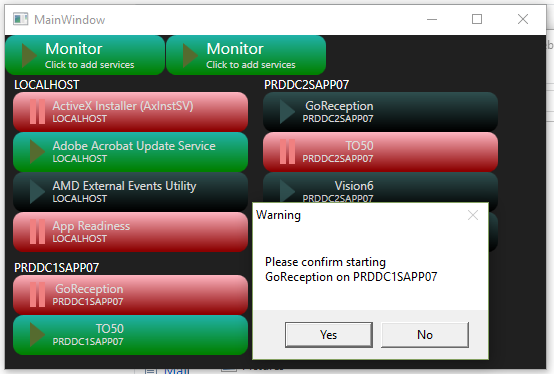 MainWindow
Monitor
Click to add services
Monitor
Click to add services
LOCALHOST
ActiveX Installer (AxInstSV)
LOCALHOST
Adobe Acrobat Update Service
LOCALHOST
AMD External Events Utility
LOCALHOST
App Readiness
LOCALHOST
PRDDC1SAPP07
GoReception
PRDDC1SAPP07
TO50
PRDDC1SAPP07
PRDDC2SAPP07
GoReception
PRDDC2SAPP07
TO50
PRDDC2SAPP07
Vision6
PRDDC2SAPP07
Warning
Please confirm starting
GoReception on PRDDC1SAPP07
Yes
No
Mail